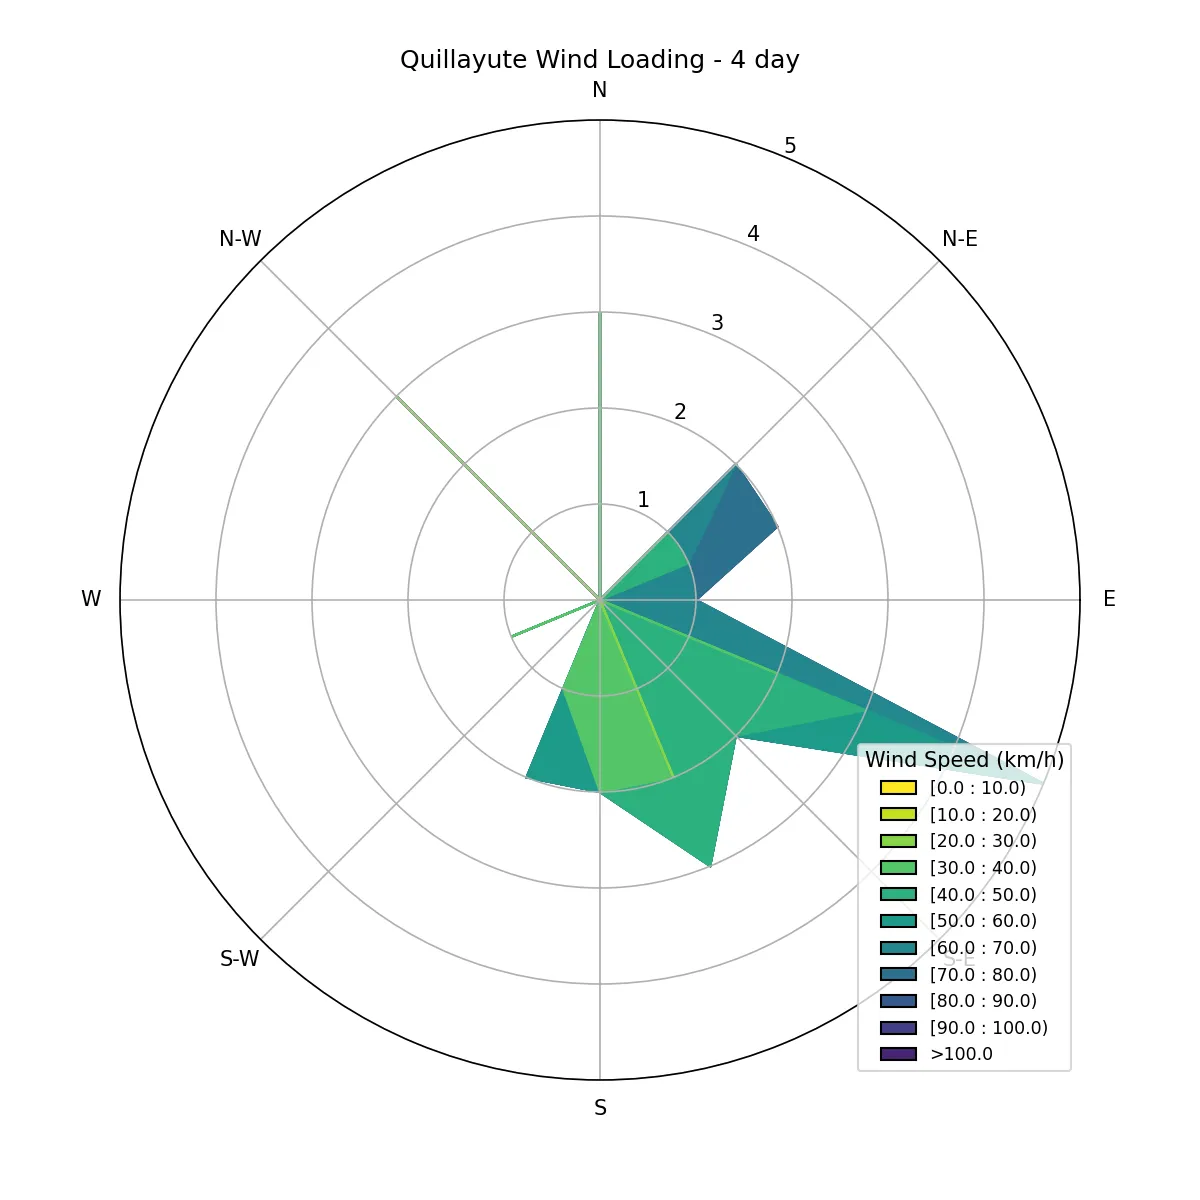 Quillayute Wind Loading - 4 day
N
5
N-W
N-E
4
3
2
1
W
E
Wind Speed (km/h)
[0.0 : 10.0)
[10.0 : 20.0)
[20.0 : 30.0)
[30.0 : 40.0)
[40.0 : 50.0)
[50.0 : 60.0)
[60.0 : 70.0)
[70.0 : 80.0)
[80.0 : 90.0)
[90.0 : 100.0)
>100.0
S-W
S-E
S